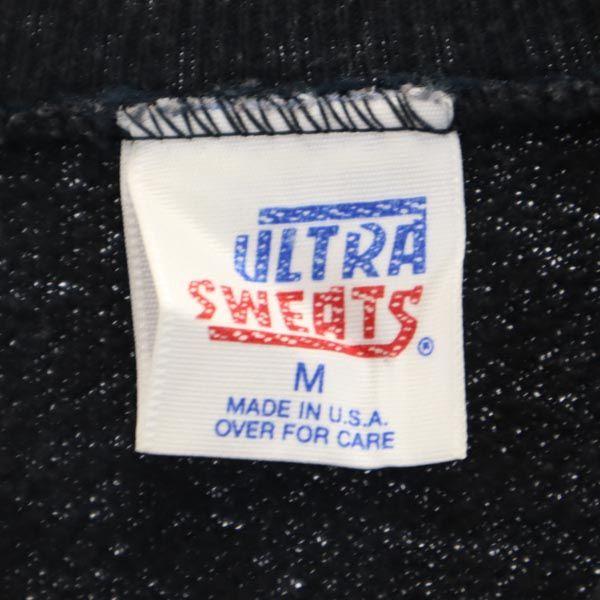 ULTRA
SWEATS®
M
MADE IN U.S.A.
OVER FOR CARE